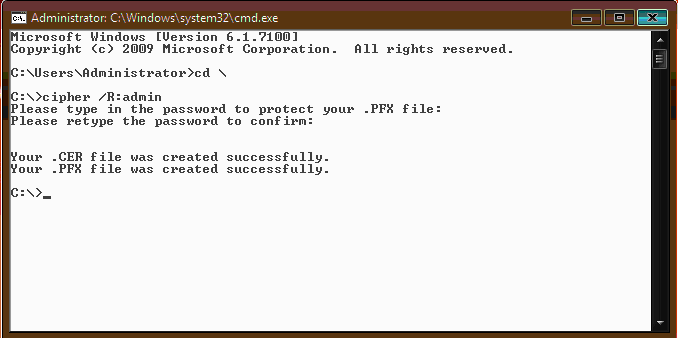 Administrator: C:\Windows\system32\cmd.exe
Microsoft Windows [Version 6.1.7100]
Copyright (c) 2009 Microsoft Corporation.  All rights reserved.
C:\Users\Administrator>cd \
C:\>cipher /R:admin
Please type in the password to protect your .PFX file:
Please retype the password to confirm:
Your .CER file was created successfully.
Your .PFX file was created successfully.
C:\>_